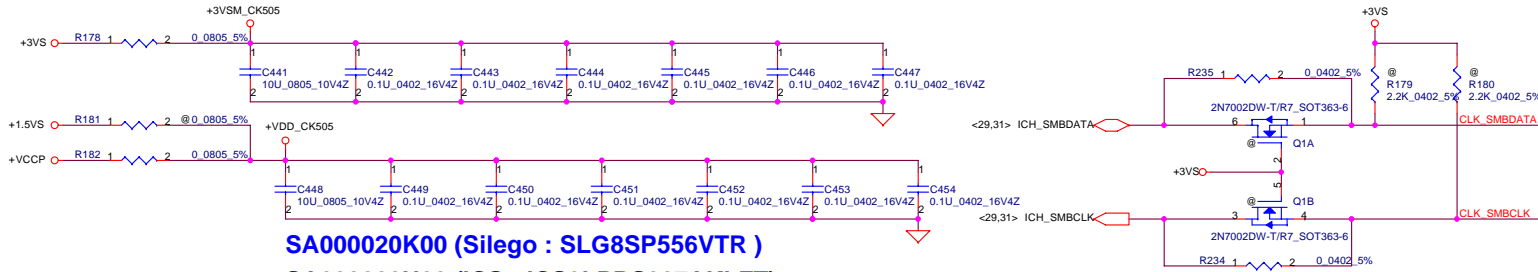 +3VSM_CK505
+3VS
R178 1 2 0_0805_5%
1 1 1 1 1 1 1
C441
10U_0805_10V4Z
C442
0.1U_0402_16V4Z
C443
0.1U_0402_16V4Z
C444
0.1U_0402_16V4Z
C445
0.1U_0402_16V4Z
C446
0.1U_0402_16V4Z
C447
0.1U_0402_16V4Z
2 2 2 2 2 2 2
+1.5VS
R181 1 2 @ 0_0805_5%
+VDD_CK505
+VCCP
R182 1 2 0_0805_5%
1 1 1 1 1 1 1
C448
10U_0805_10V4Z
C449
0.1U_0402_16V4Z
C450
0.1U_0402_16V4Z
C451
0.1U_0402_16V4Z
C452
0.1U_0402_16V4Z
C453
0.1U_0402_16V4Z
C454
0.1U_0402_16V4Z
2 2 2 2 2 2 2
SA000020K00 (Silego : SLG8SP556VTR )
+3VS
R235 1 2 0_0402_5%
@
R179
2.2K_0402_5%
@
R180
2.2K_0402_5%
2N7002DW-T/R7_SOT363-6
<29,31> ICH_SMBDATA
6 1
CLK_SMBDATA
@
Q1A
2
+3VS
5
@
Q1B
<29,31> ICH_SMBCLK
3 4
CLK_SMBCLK
2N7002DW-T/R7_SOT363-6
R234 1 2 0_0402_5%